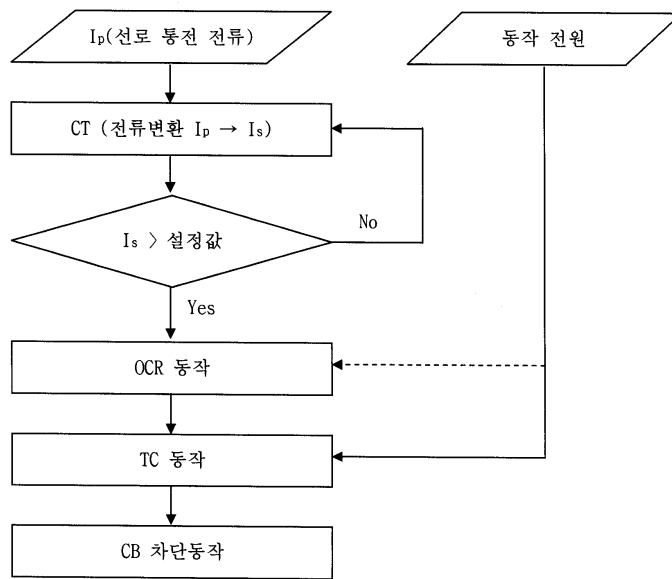 Ip(선로 통전 전류)
동작 전원
CT (전류변환 Ip → Is)
No
Is > 설정값
Yes
OCR 동작
TC 동작
CB 차단동작